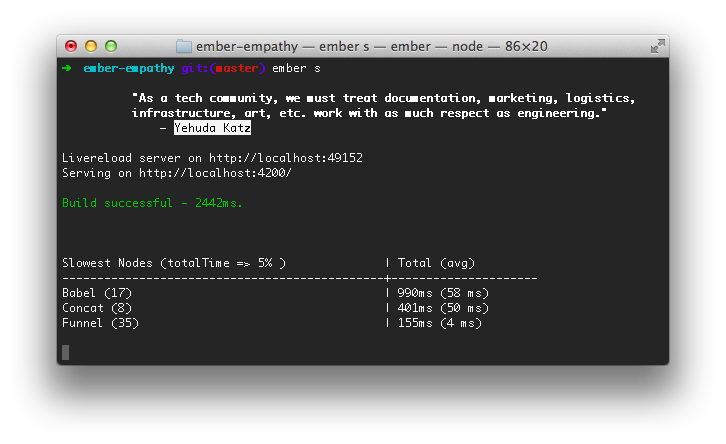 ember-empathy — ember s — ember — node — 86×20
➜  ember-empathy git:(master) ember s
"As a tech community, we must treat documentation, marketing, logistics,
infrastructure, art, etc. work with as much respect as engineering."
- Yehuda Katz
Livereload server on http://localhost:49152
Serving on http://localhost:4200/
Build successful - 2442ms.
Slowest Nodes (totalTime => 5% )              | Total (avg)
----------------------------------------------+---------------------
Babel (17)                                    | 990ms (58 ms)
Concat (8)                                    | 401ms (50 ms)
Funnel (35)                                   | 155ms (4 ms)